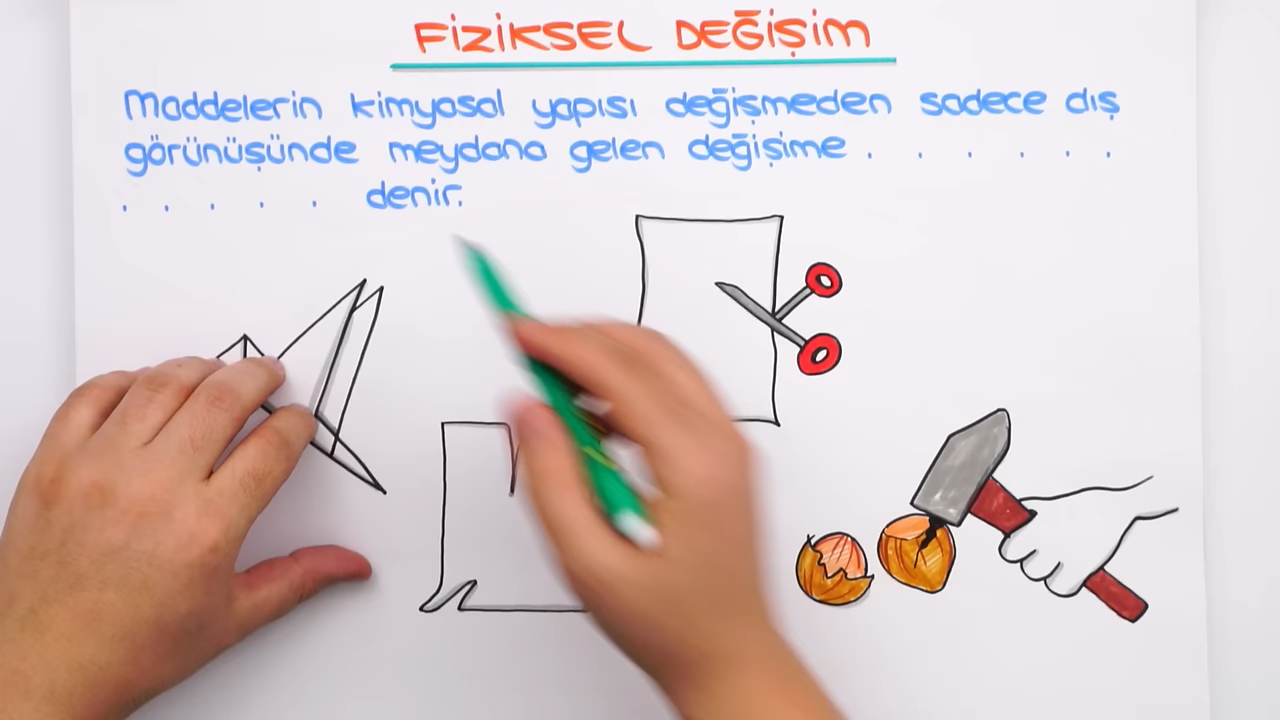 FİZİKSEL DEĞİŞİM
Maddelerin kimyasal yapısı değişmeden sadece dış
görünüşünde meydana gelen değişime . . . . . .
. . . . . denir.